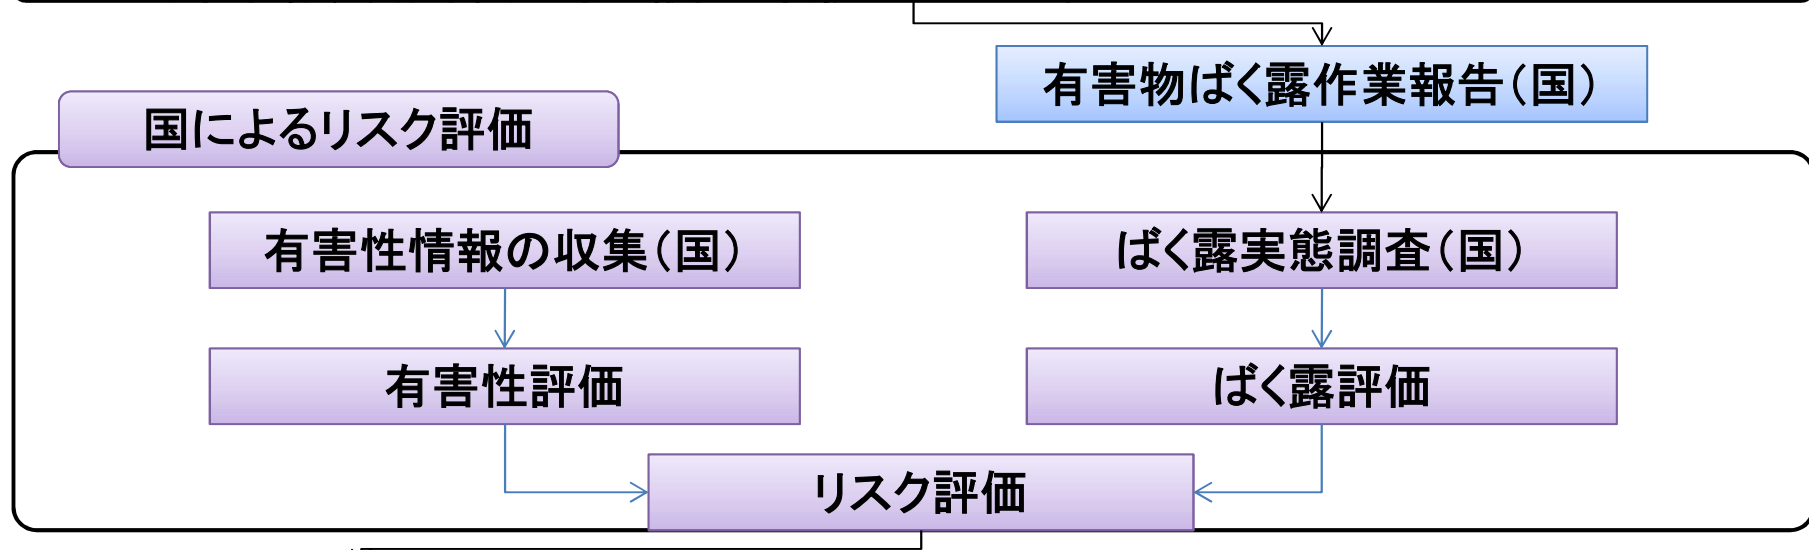 有害物ばく露作業報告（国）
国によるリスク評価
有害性情報の収集（国）
ばく露実態調査（国）
有害性評価
ばく露評価
リスク評価